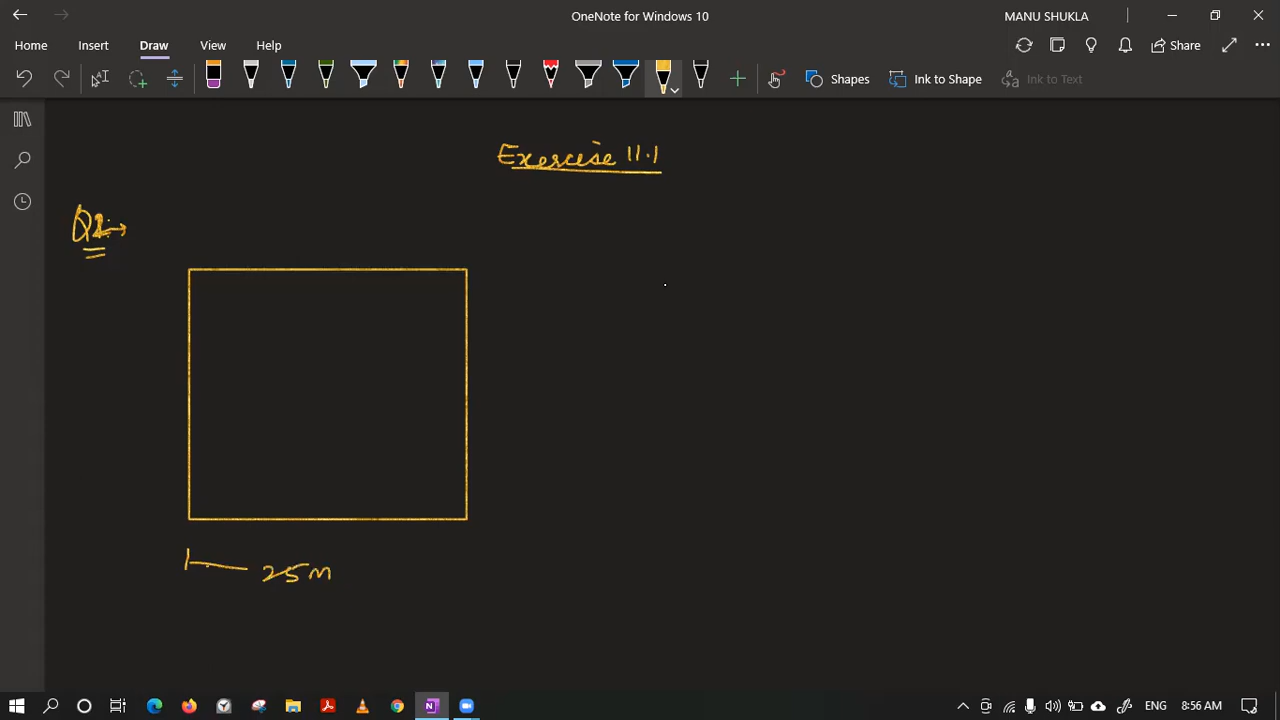 OneNote for Windows 10
MANU SHUKLA
Home Insert Draw View Help
Share
Shapes
Ink to Shape
Ink to Text
Exercise 11.1
25m
ENG
8:56 AM